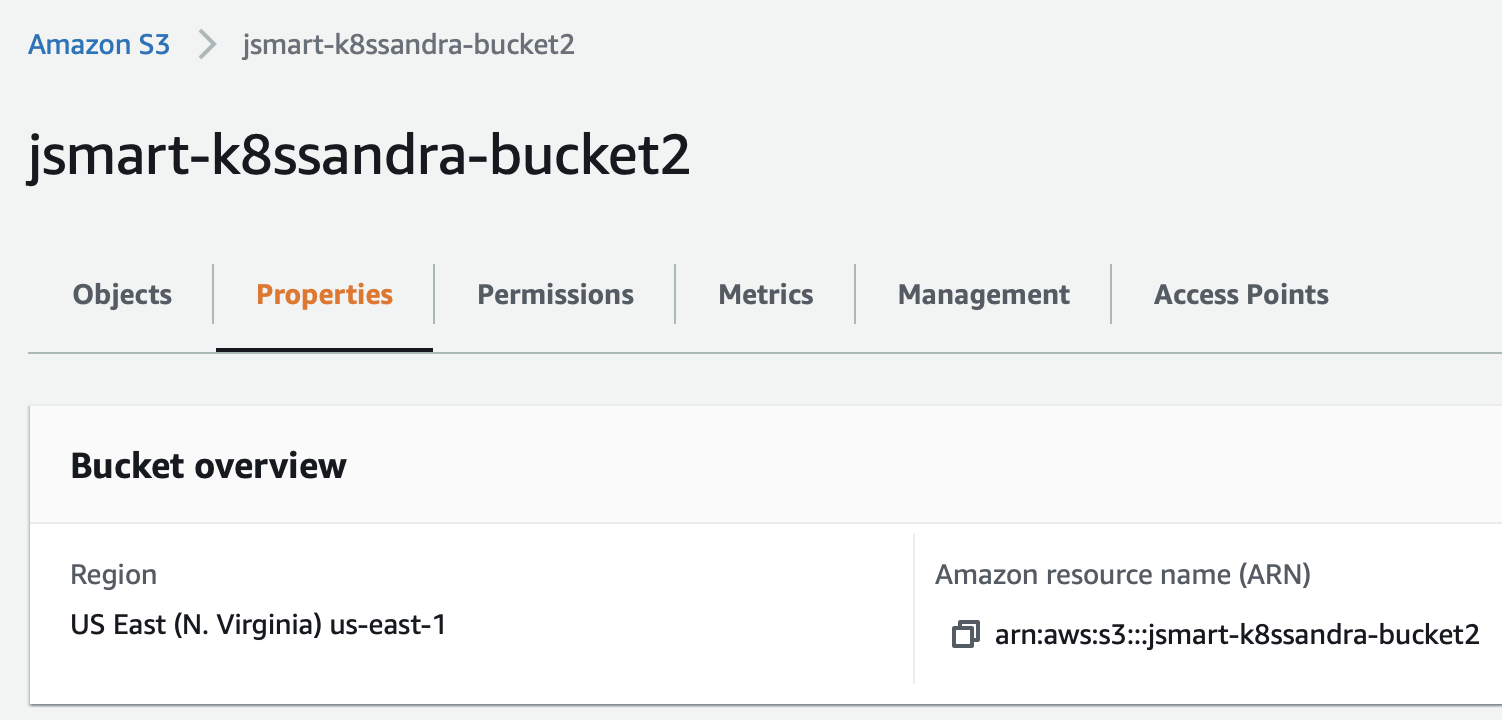 Amazon S3 jsmart-k8ssandra-bucket2
jsmart-k8ssandra-bucket2
Objects Properties Permissions Metrics Management Access Points
Bucket overview
Region
US East (N. Virginia) us-east-1
Amazon resource name (ARN)
arn:aws:s3:::jsmart-k8ssandra-bucket2